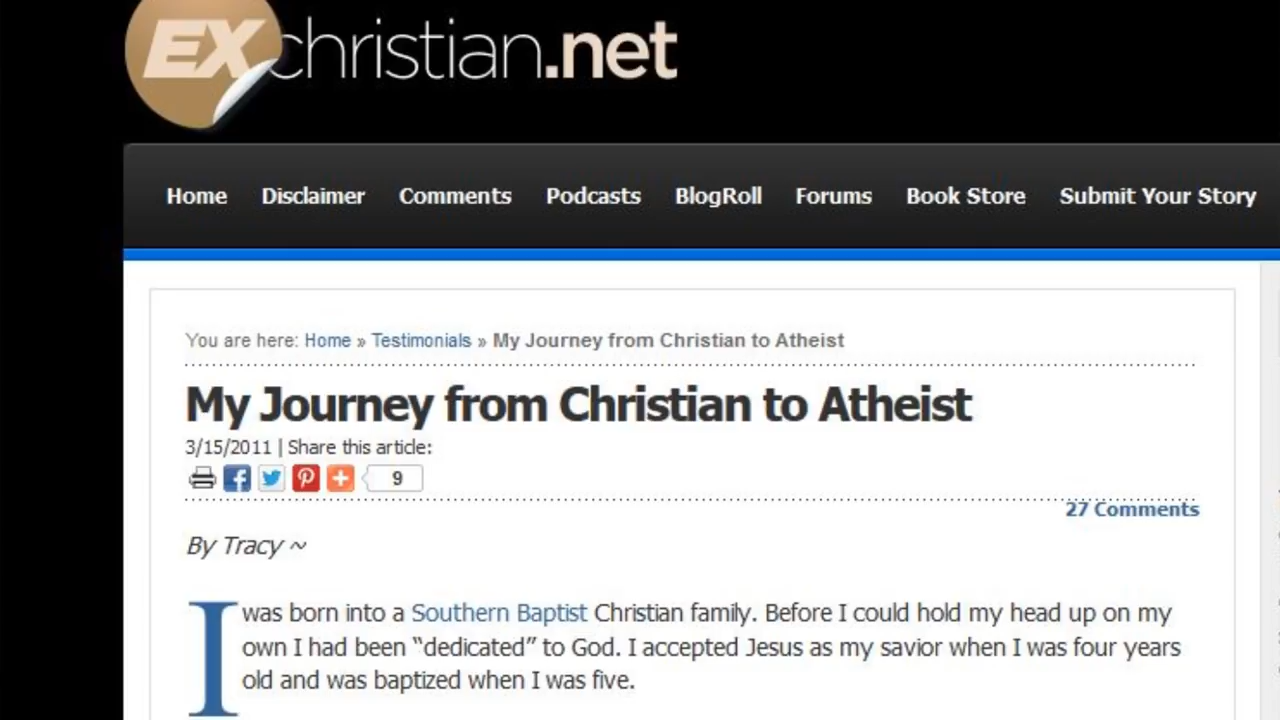 EXchristian.net
Home Disclaimer Comments Podcasts BlogRoll Forums Book Store Submit Your Story
You are here: Home » Testimonials » My Journey from Christian to Atheist
My Journey from Christian to Atheist
3/15/2011 | Share this article:
9
27 Comments
By Tracy ~
I was born into a Southern Baptist Christian family. Before I could hold my head up on my
own I had been “dedicated” to God. I accepted Jesus as my savior when I was four years
old and was baptized when I was five.